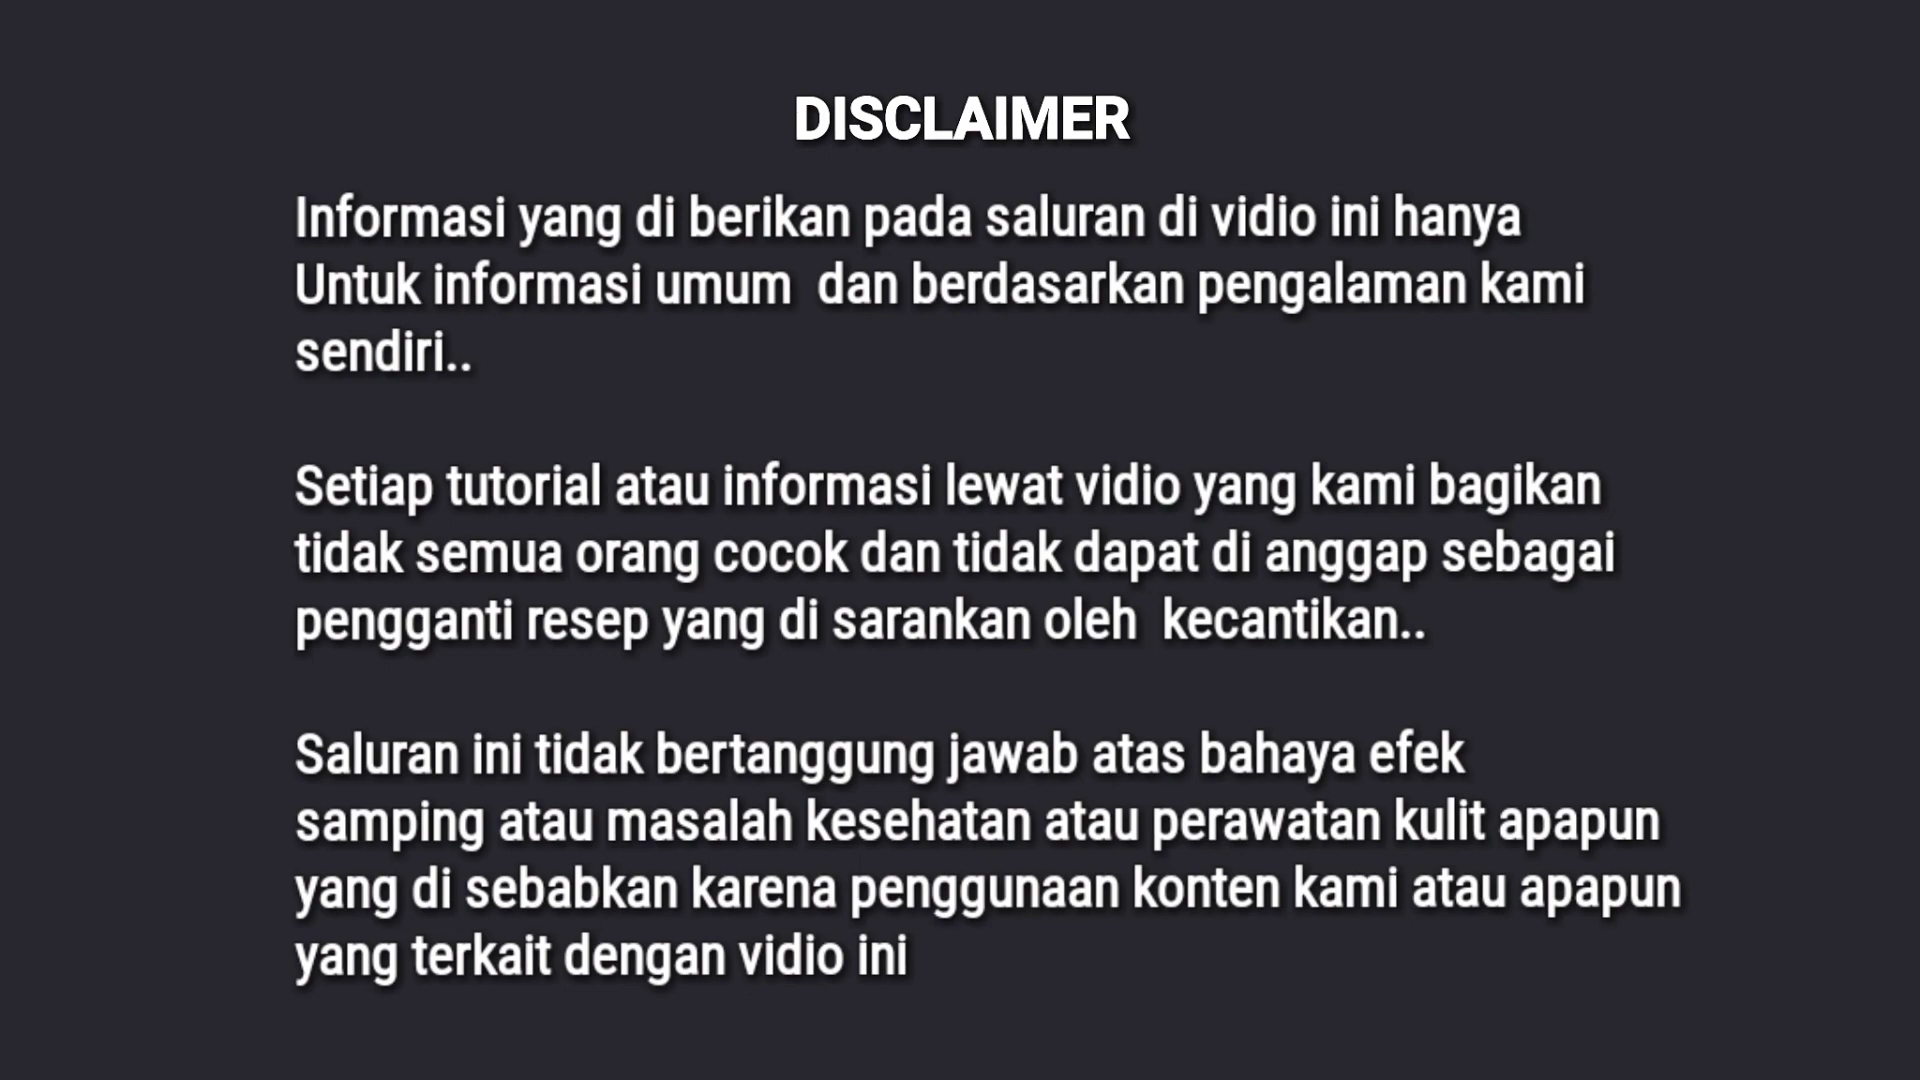 DISCLAIMER
Informasi yang di berikan pada saluran di vidio ini hanya
Untuk informasi umum  dan berdasarkan pengalaman kami
sendiri..
Setiap tutorial atau informasi lewat vidio yang kami bagikan
tidak semua orang cocok dan tidak dapat di anggap sebagai
pengganti resep yang di sarankan oleh  kecantikan..
Saluran ini tidak bertanggung jawab atas bahaya efek
samping atau masalah kesehatan atau perawatan kulit apapun
yang di sebabkan karena penggunaan konten kami atau apapun
yang terkait dengan vidio ini